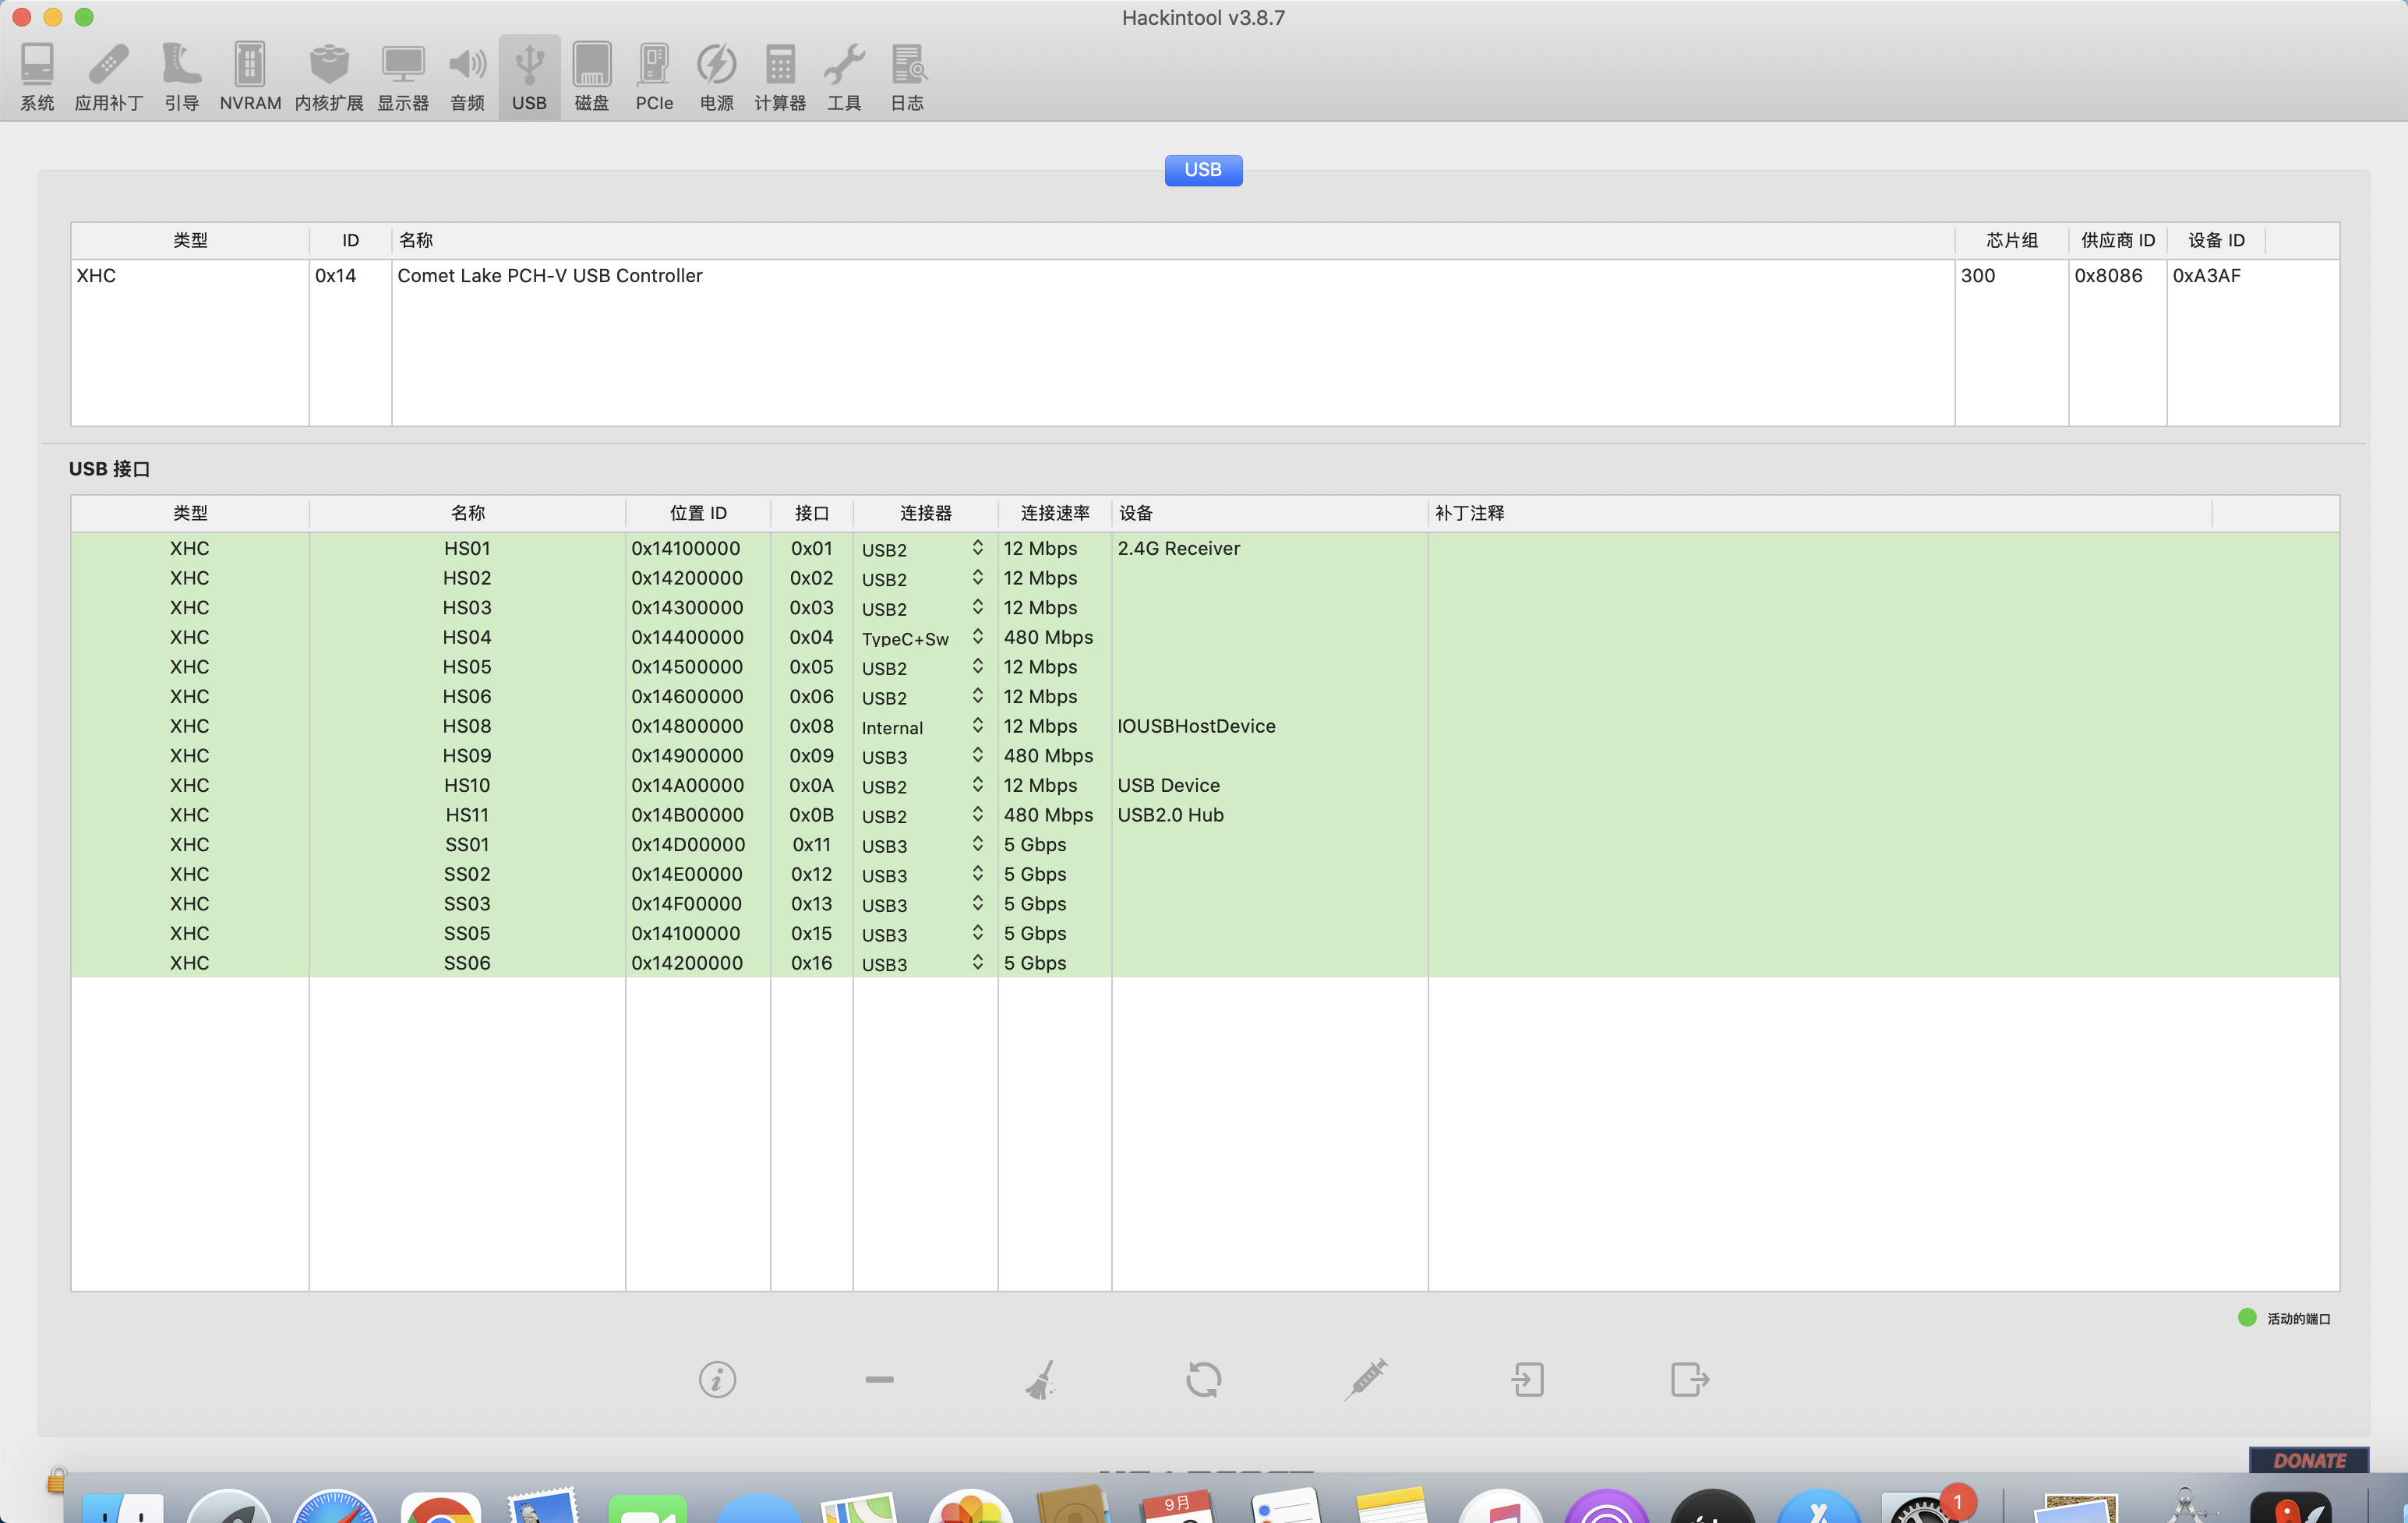 Hackintool v3.8.7
系统 应用补丁 引导 NVRAM 内核扩展 显示器 音频 USB 磁盘 PCIe 电源 计算器 工具 日志
USB
类型 ID 名称 芯片组 供应商 ID 设备 ID
XHC 0x14 Comet Lake PCH-V USB Controller 300 0x8086 0xA3AF
USB 接口
类型 名称 位置 ID 接口 连接器 连接速率 设备 补丁注释
XHC HS01 0x14100000 0x01 USB2 12 Mbps 2.4G Receiver
XHC HS02 0x14200000 0x02 USB2 12 Mbps
XHC HS03 0x14300000 0x03 USB2 12 Mbps
XHC HS04 0x14400000 0x04 TypeC+Sw 480 Mbps
XHC HS05 0x14500000 0x05 USB2 12 Mbps
XHC HS06 0x14600000 0x06 USB2 12 Mbps
XHC HS08 0x14800000 0x08 Internal 12 Mbps IOUSBHostDevice
XHC HS09 0x14900000 0x09 USB3 480 Mbps
XHC HS10 0x14A00000 0x0A USB2 12 Mbps USB Device
XHC HS11 0x14B00000 0x0B USB2 480 Mbps USB2.0 Hub
XHC SS01 0x14D00000 0x11 USB3 5 Gbps
XHC SS02 0x14E00000 0x12 USB3 5 Gbps
XHC SS03 0x14F00000 0x13 USB3 5 Gbps
XHC SS05 0x14100000 0x15 USB3 5 Gbps
XHC SS06 0x14200000 0x16 USB3 5 Gbps
活动的端口
DONATE
9月
1